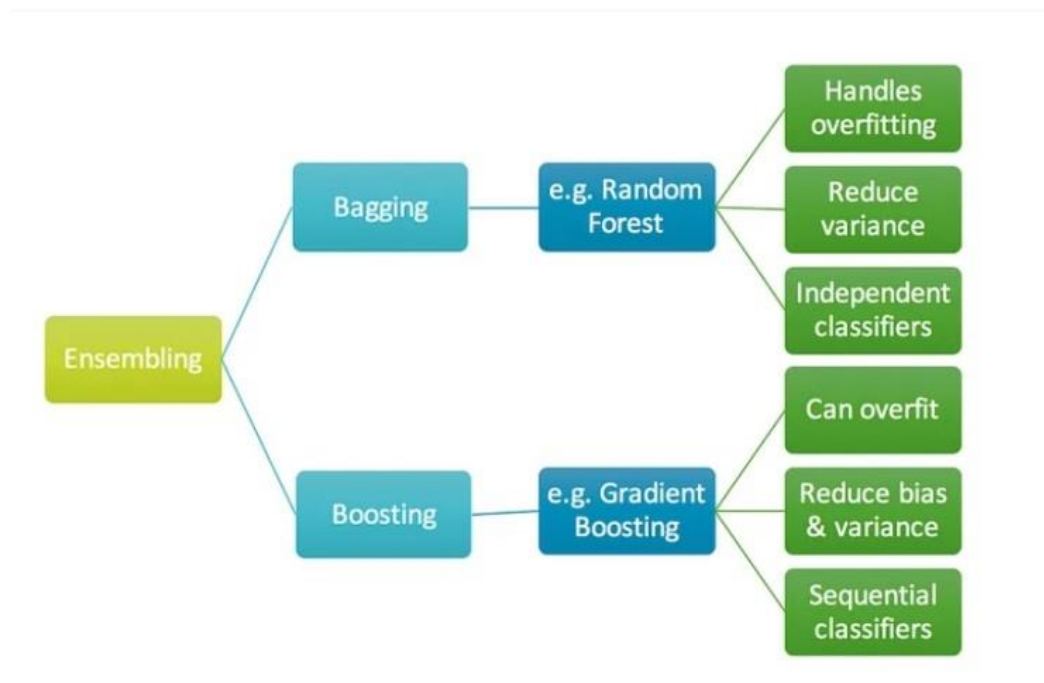 Ensembling
Bagging
e.g. Random
Forest
Handles
overfitting
Reduce
variance
Independent
classifiers
Boosting
e.g. Gradient
Boosting
Can overfit
Reduce bias
& variance
Sequential
classifiers